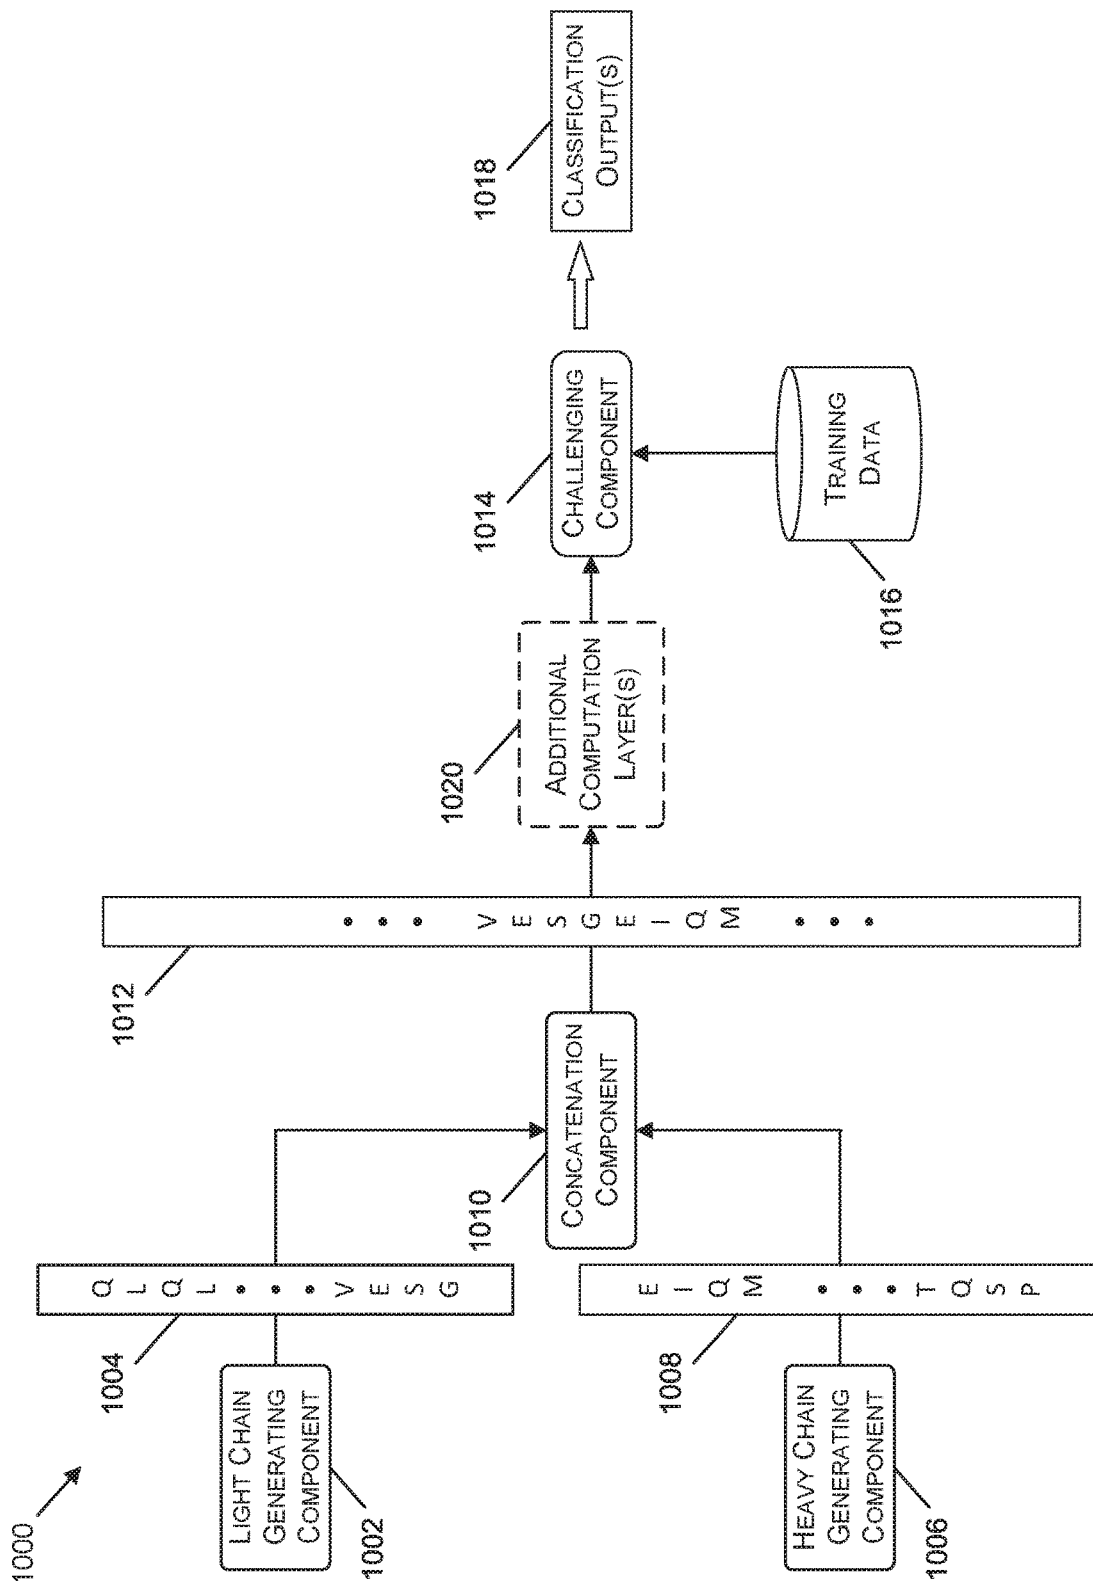 1000
LIGHT CHAIN
GENERATING
COMPONENT
1002
1004
Q L Q L • • • V E S G
HEAVY CHAIN
GENERATING
COMPONENT
1006
1008
E I Q M • • • T Q S P
CONCATENATION
COMPONENT
1010
1012
• • • V E S G E I Q M • • •
ADDITIONAL
COMPUTATION
LAYER(S)
1020
CHALLENGING
COMPONENT
1014
TRAINING
DATA
1016
CLASSIFICATION
OUTPUT(S)
1018